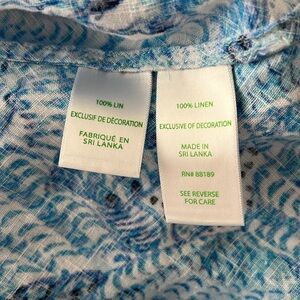 100% LIN
EXCLUSIF DE DÉCORATION
FABRIQUÉ EN
SRI LANKA
100% LINEN
EXCLUSIVE OF DECORATION
MADE IN
SRI LANKA
RN# 88189
SEE REVERSE
FOR CARE